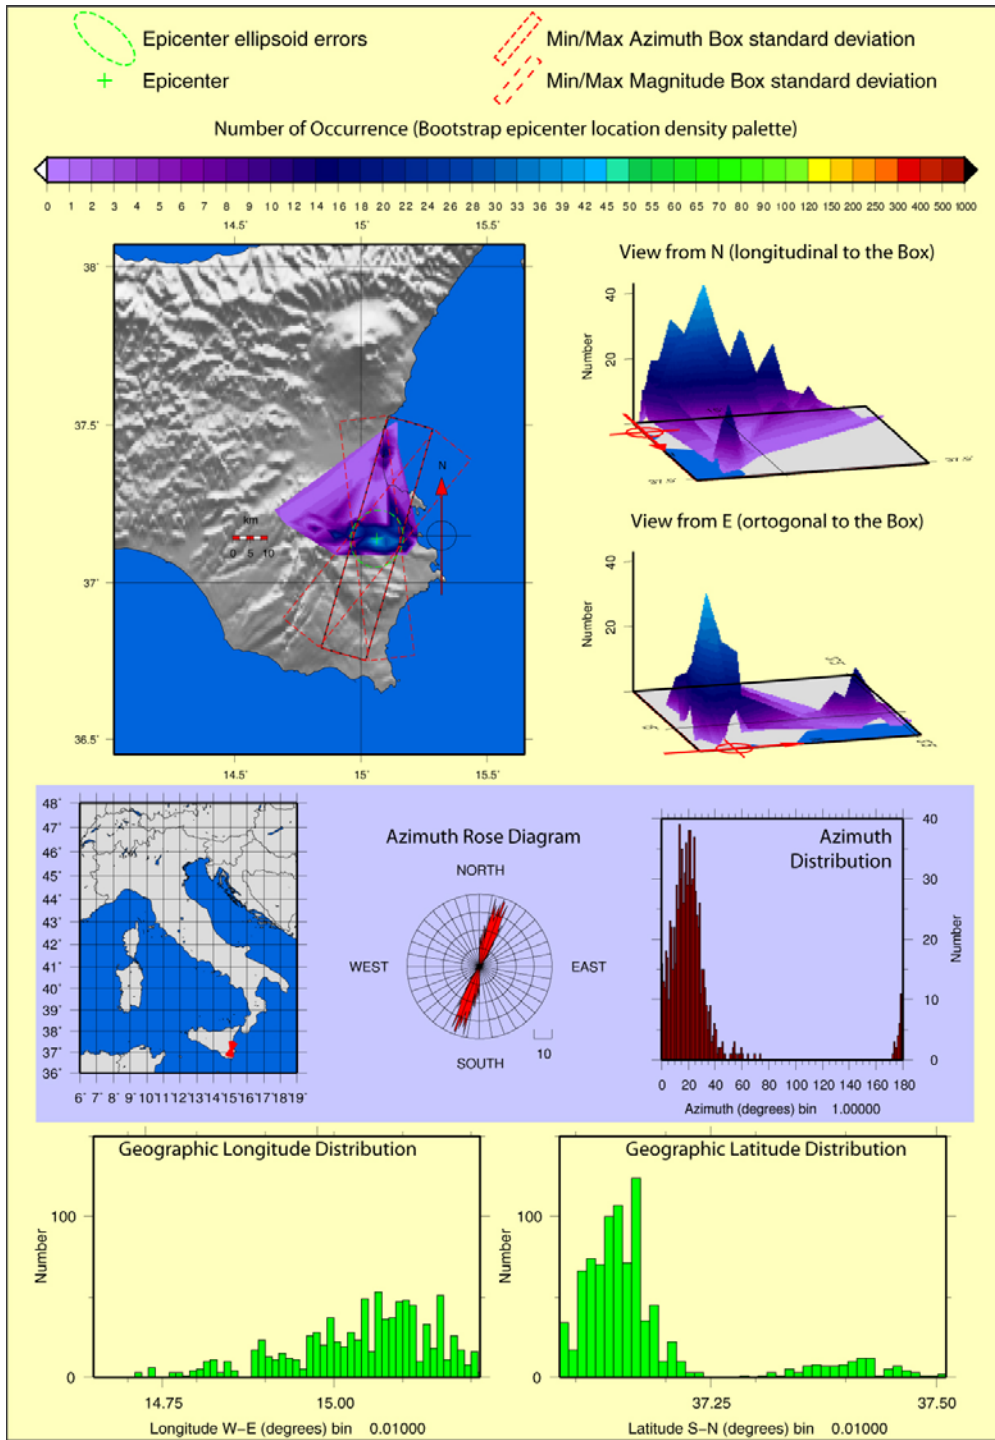 Epicenter ellipsoid errors
Min/Max Azimuth Box standard deviation
Epicenter
Min/Max Magnitude Box standard deviation
Number of Occurrence (Bootstrap epicenter location density palette)
0 1 2 3 4 5 6 7 8 9 10 12 14 16 18 20 22 24 26 28 30 33 36 39 42 45 50 55 60 70 80 90 100 120 150 200 250 300 400 500 1000
14.5° 15° 15.5°
38°
37.5°
37°
36.5°
N
km
0 5 10
14.5° 15° 15.5°
View from N (longitudinal to the Box)
40
20
Number
View from E (ortogonal to the Box)
20
Number
48°
47°
46°
45°
44°
43°
42°
41°
40°
39°
38°
37°
36°
6° 7° 8° 9° 10°11°12°13°14°15°16°17°18°19°
Azimuth Rose Diagram
NORTH
WEST
EAST
SOUTH
10
Azimuth
Distribution
40
30
20
10
0
Number
0 20 40 60 80 100 120 140 160 180
Azimuth (degrees) bin 1.00000
Geographic Longitude Distribution
100
0
Number
14.75 15.00
Longitude W-E (degrees) bin 0.01000
Geographic Latitude Distribution
100
0
Number
37.25 37.50
Latitude S-N (degrees) bin 0.01000